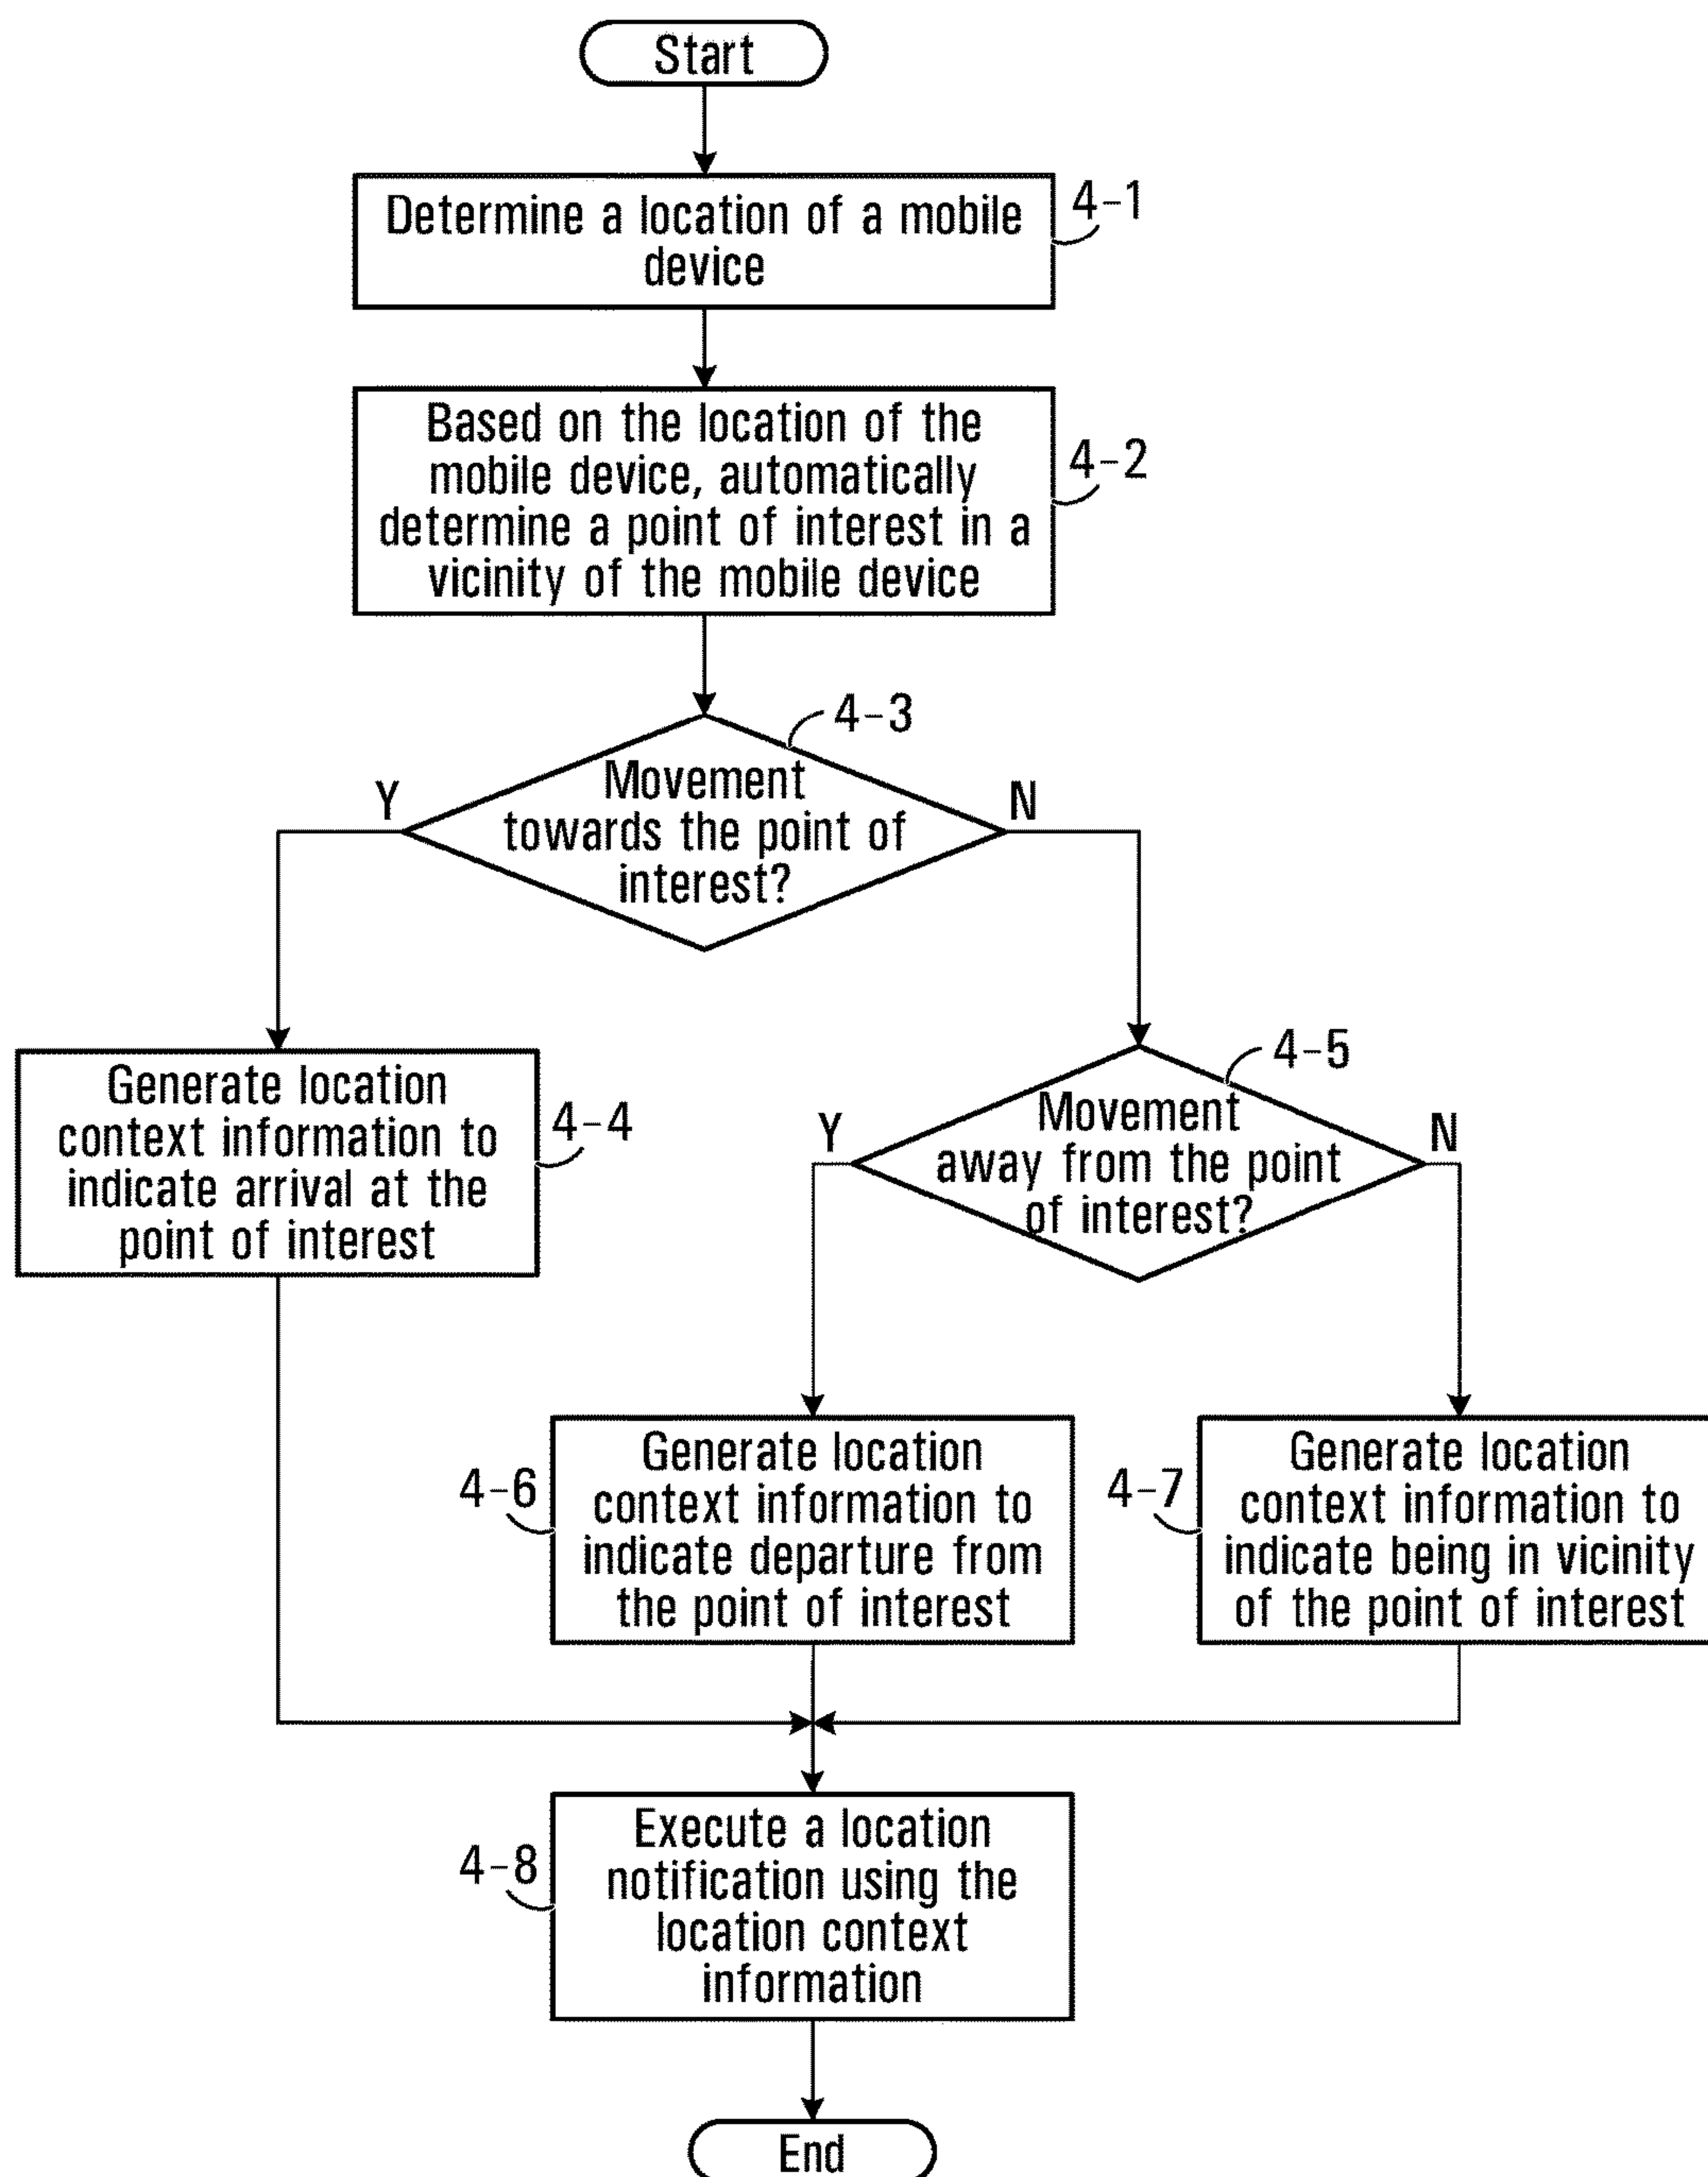 Start
Determine a location of a mobile
device
4-1
Based on the location of the
mobile device, automatically
determine a point of interest in a
vicinity of the mobile device
4-2
4-3
Movement
towards the point of
interest?
Y
N
Generate location
context information to
indicate arrival at the
point of interest
4-4
4-5
Movement
away from the point
of interest?
Y
N
4-6
Generate location
context information to
indicate departure from
the point of interest
4-7
Generate location
context information to
indicate being in vicinity
of the point of interest
4-8
Execute a location
notification using the
location context
information
End